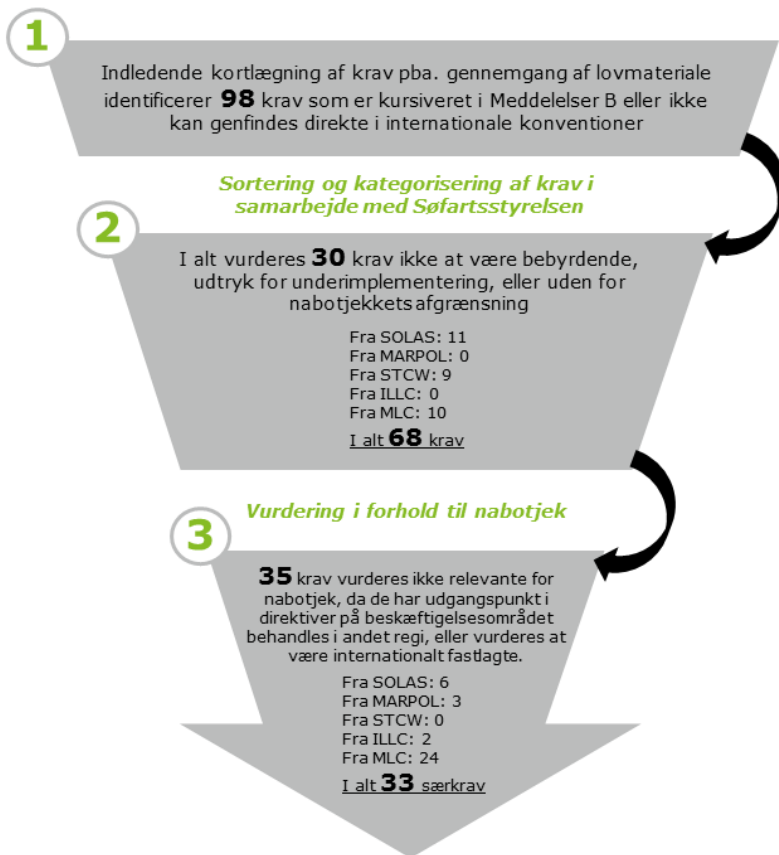 1
Indledende kortlægning af krav pba. gennemgang af lovmateriale
identificerer 98 krav som er kursiveret i Meddelelser B eller ikke
kan genfindes direkte i internationale konventioner
Sortering og kategorisering af krav i
samarbejde med Søfartsstyrelsen
2
I alt vurderes 30 krav ikke at være bebyrdende,
udtryk for underimplementering, eller uden for
nabotjekkets afgrænsning
Fra SOLAS: 11
Fra MARPOL: 0
Fra STCW: 9
Fra ILLC: 0
Fra MLC: 10
I alt 68 krav
Vurdering i forhold til nabotjek
3
35 krav vurderes ikke relevante for
nabotjek, da de har udgangspunkt i
direktiver på beskæftigelsesområdet
behandles i andet regi, eller vurderes at
være internationalt fastlagte.
Fra SOLAS: 6
Fra MARPOL: 3
Fra STCW: 0
Fra ILLC: 2
Fra MLC: 24
I alt 33 særkrav